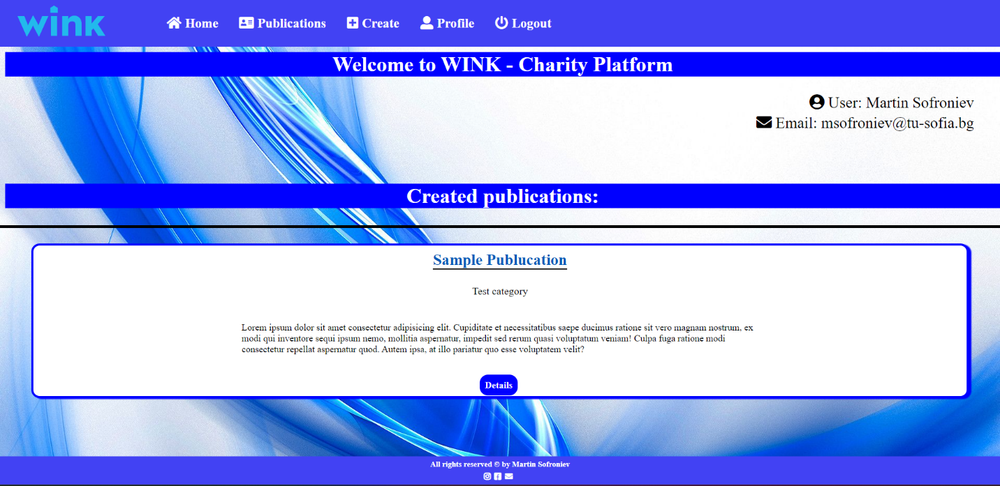 wink
Home Publications Create Profile Logout
Welcome to WINK - Charity Platform
User: Martin Sofroniev
Email: msofroniev@tu-sofia.bg
Created publications:
Sample Publucation
Test category
Lorem ipsum dolor sit amet consectetur adipisicing elit. Cupiditate et necessitatibus saepe ducimus ratione sit vero magnam nostrum, ex
modi qui inventore sequi ipsum nemo, mollitia aspernatur, impedit sed rerum quasi voluptatum veniam! Culpa fuga ratione modi
consectetur repellat aspernatur quod. Autem ipsa, at illo pariatur quo esse voluptatem velit?
Details
All rights reserved © by Martin Sofroniev